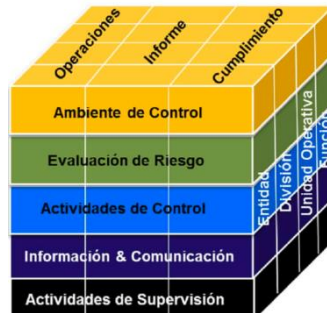 Operaciones
Informe
Cumplimiento
Ambiente de Control
Evaluación de Riesgo
Actividades de Control
Información & Comunicación
Actividades de Supervisión
Entidad
División
Unidad Operativa
Función